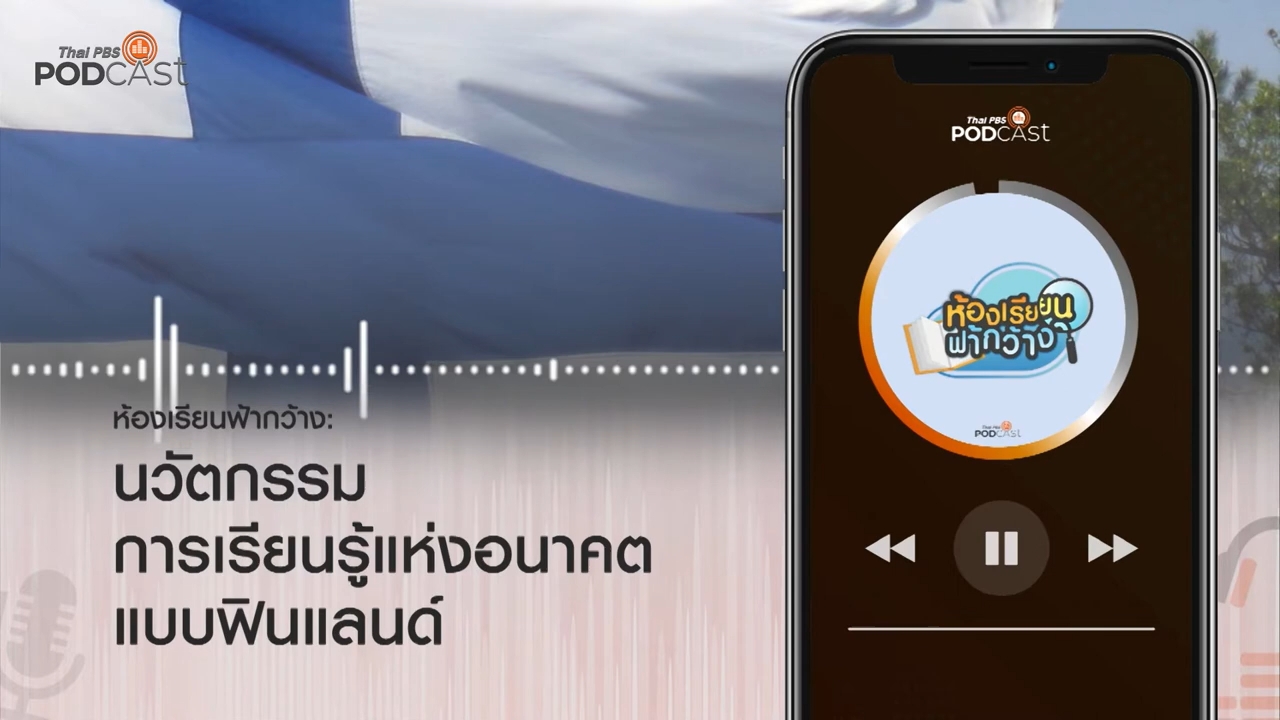 Thai PBS
PODCAST
ห้องเรียนฟ้ากว้าง:
นวัตกรรม
การเรียนรู้แห่งอนาคต
แบบฟินแลนด์
Thai PBS
PODCAST
ห้องเรียน
ฟ้ากว้าง
Thai PBS
PODCAST